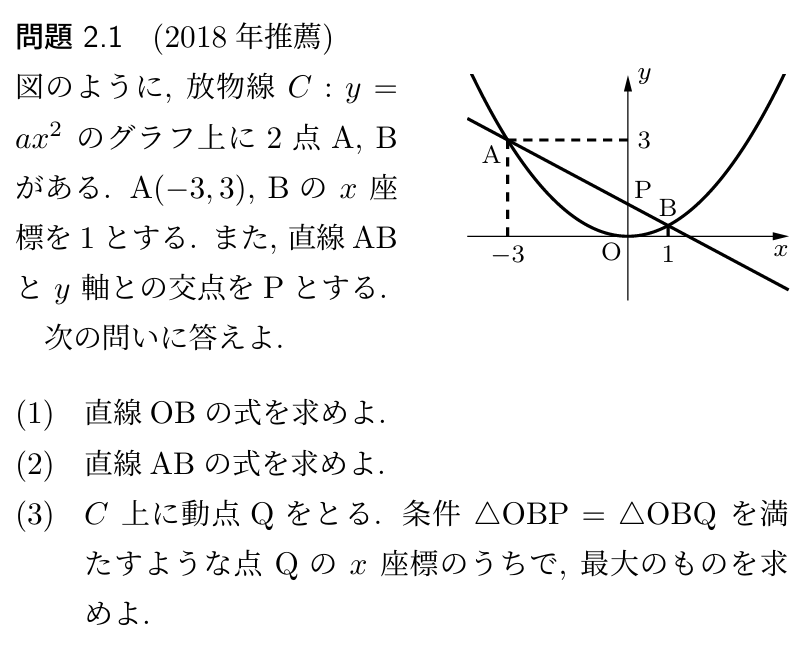 問題 2.1 (2018 年推薦)
図のように, 放物線 C : y =
ax² のグラフ上に 2 点 A, B
がある. A(−3, 3), B の x 座
標を 1 とする. また, 直線 AB
と y 軸との交点を P とする.
次の問いに答えよ.
y
3
A
P
B
−3
O
1
x
(1) 直線 OB の式を求めよ.
(2) 直線 AB の式を求めよ.
(3) C 上に動点 Q をとる. 条件 △OBP = △OBQ を満
たすような点 Q の x 座標のうちで, 最大のものを求
めよ.